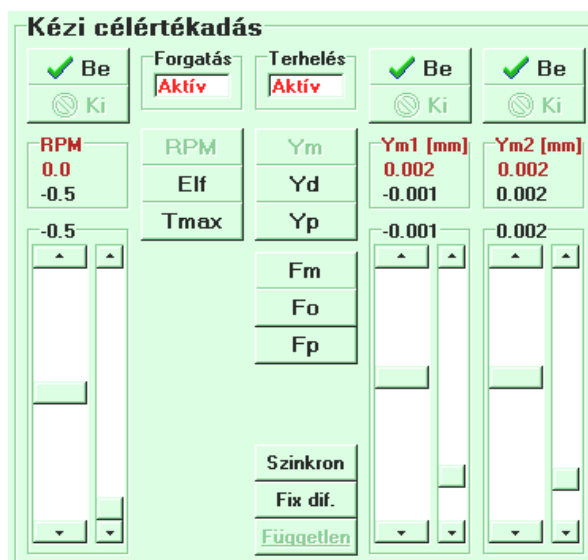 Kézi célértékadás
Be
Ki
Forgatás
Aktív
Terhelés
Aktív
Be
Ki
Be
Ki
RPM
0.0
-0.5
RPM
Elf
Tmax
Ym
Yd
Yp
Ym1 [mm]
0.002
-0.001
Ym2 [mm]
0.002
0.002
-0.5
-0.001
0.002
Fm
Fo
Fp
Szinkron
Fix dif.
Független